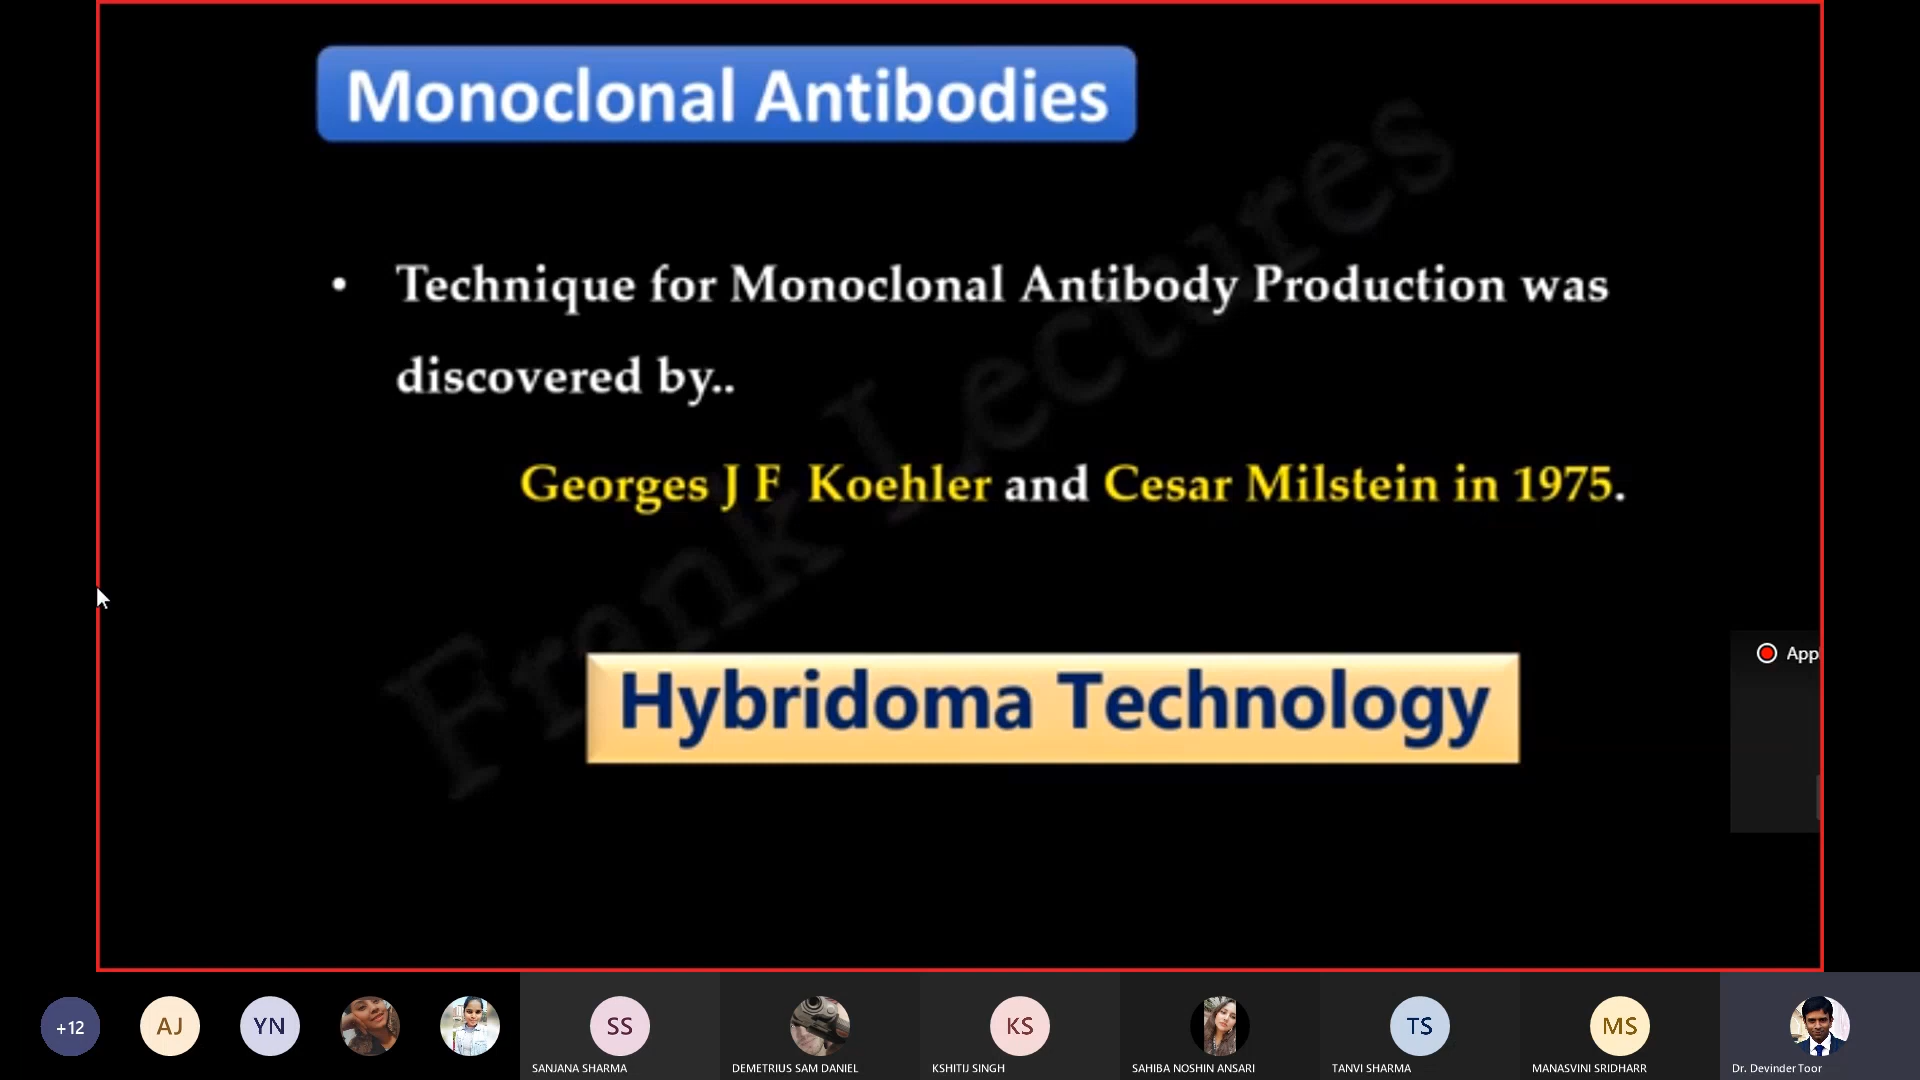 Monoclonal Antibodies
• Technique for Monoclonal Antibody Production was
discovered by..
Georges J F Koehler and Cesar Milstein in 1975.
Frank Lectures
Hybridoma Technology
App
+12
AJ
YN
SS
KS
TS
MS
SANJANA SHARMA
DEMETRIUS SAM DANIEL
KSHITIJ SINGH
SAHIBA NOSHIN ANSARI
TANVI SHARMA
MANASVINI SRIDHARR
Dr. Devinder Toor